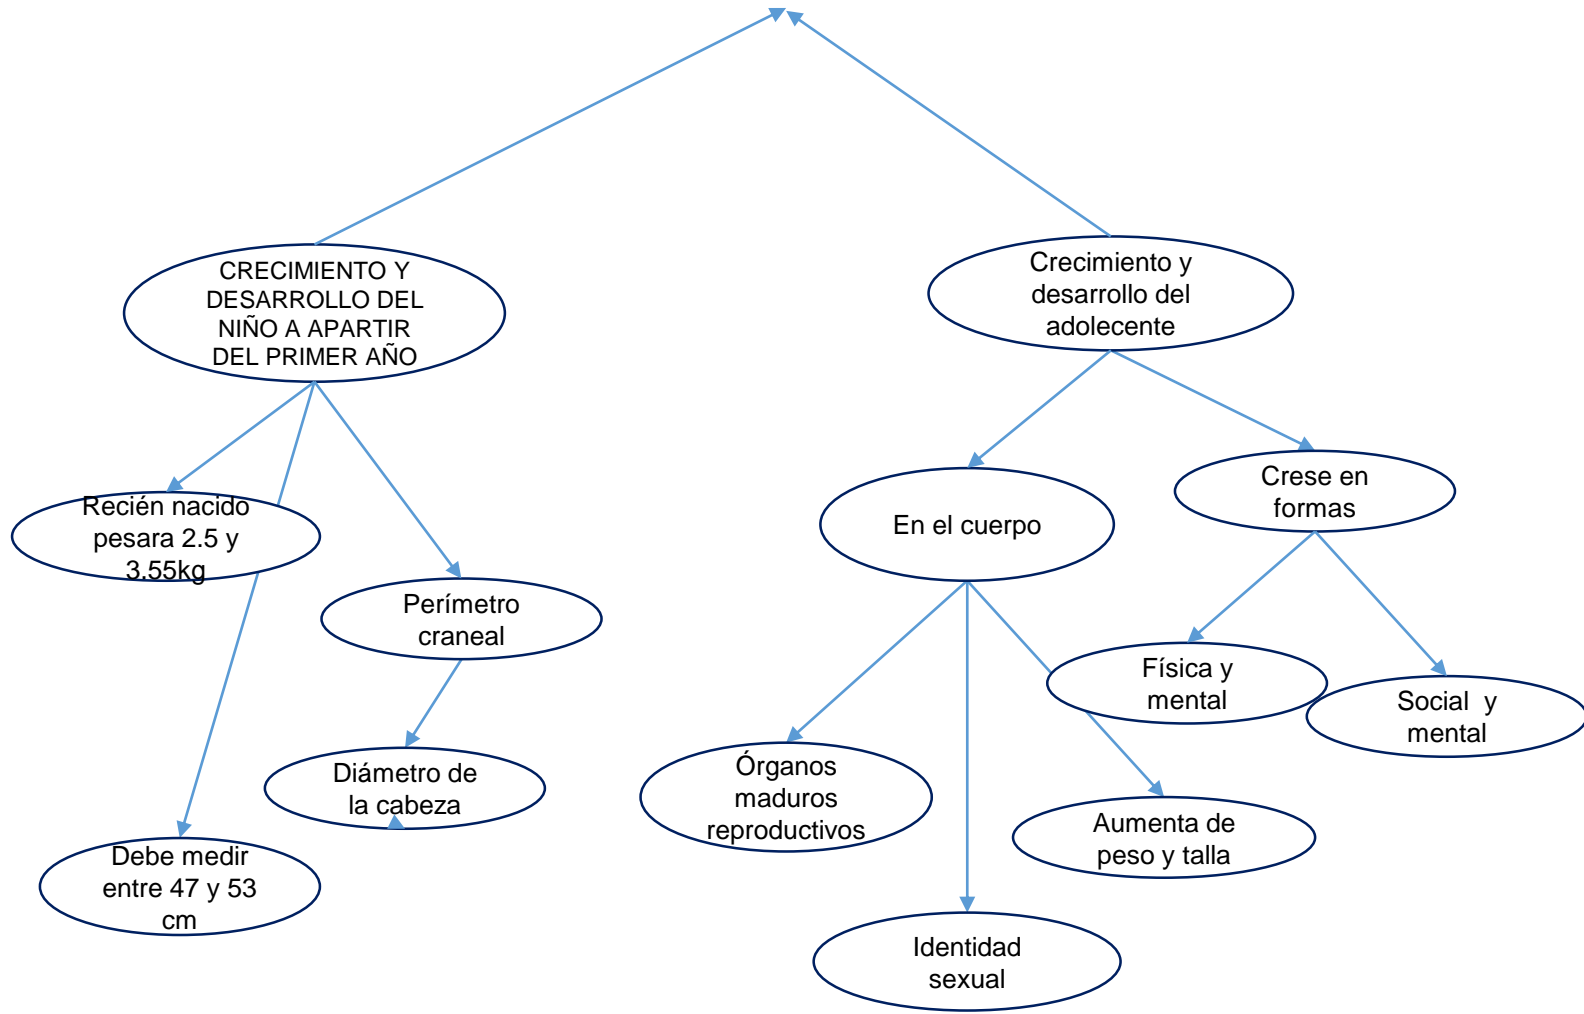 CRECIMIENTO Y
DESARROLLO DEL
NIÑO A APARTIR
DEL PRIMER AÑO
Crecimiento y
desarrollo del
adolecente
Recién nacido
pesara 2.5 y
3.55kg
Perímetro
craneal
Diámetro de
la cabeza
Debe medir
entre 47 y 53
cm
En el cuerpo
Crese en
formas
Física y
mental
Social y
mental
Órganos
maduros
reproductivos
Aumenta de
peso y talla
Identidad
sexual